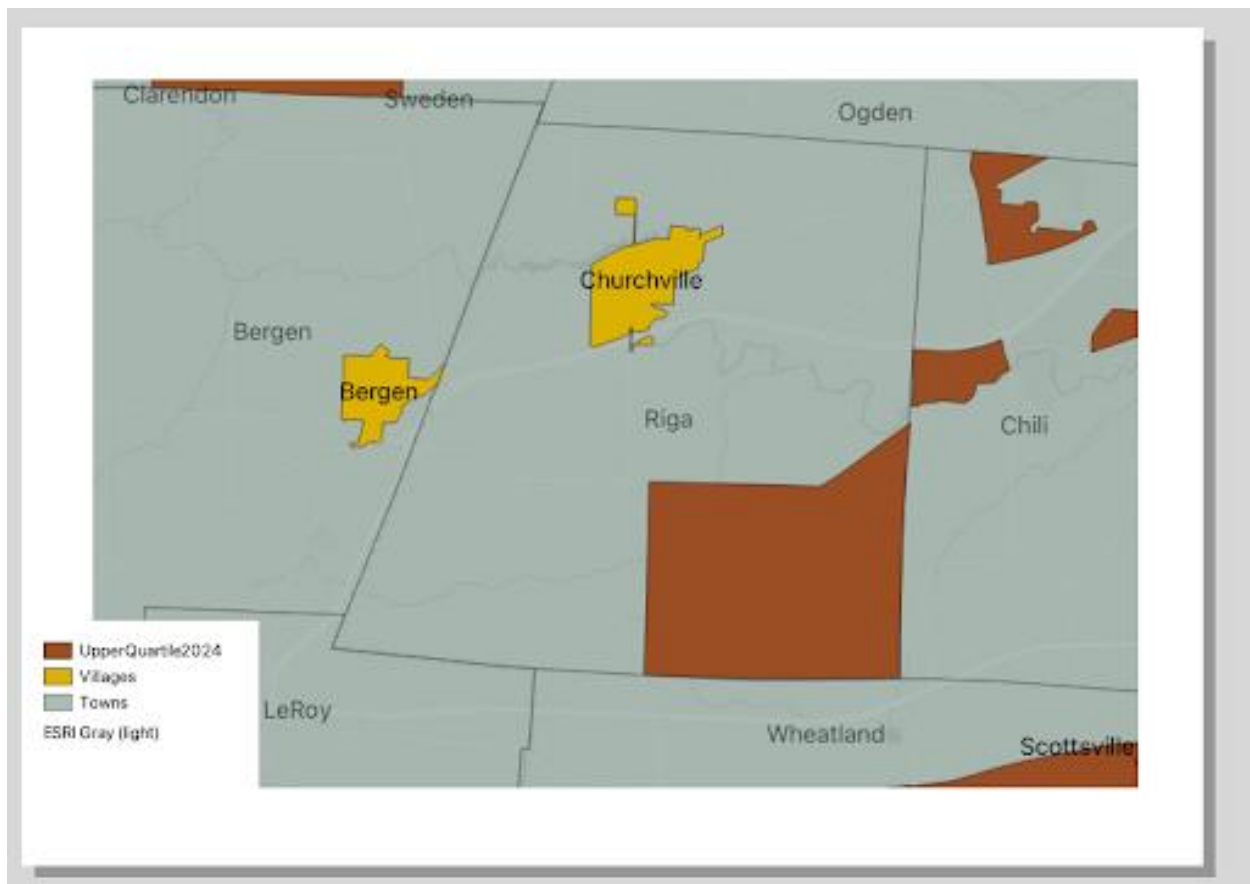 Clarendon
Sweden
Ogden
Churchville
Bergen
Bergen
Riga
Chili
UpperQuartile2024
Villages
Towns
ESRI Gray (light)
LeRoy
Wheatland
Scottsville